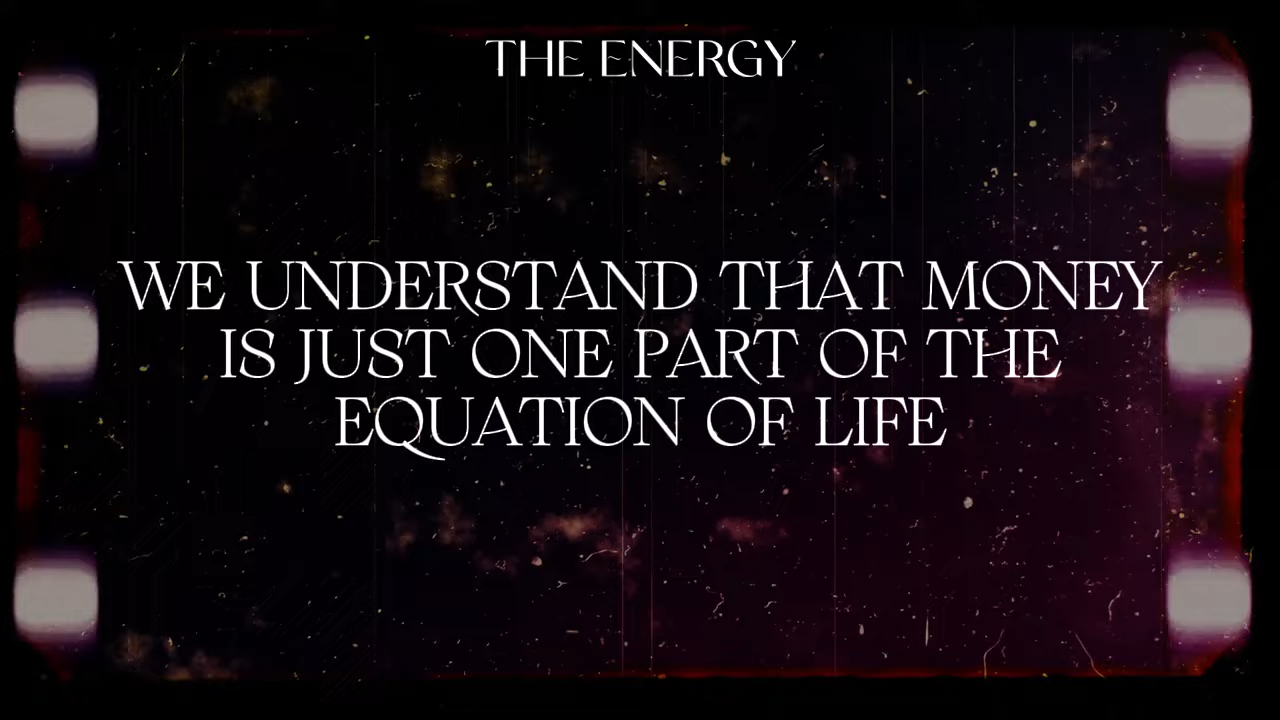 THE ENERGY
WE UNDERSTAND THAT MONEY
IS JUST ONE PART OF THE
EQUATION OF LIFE